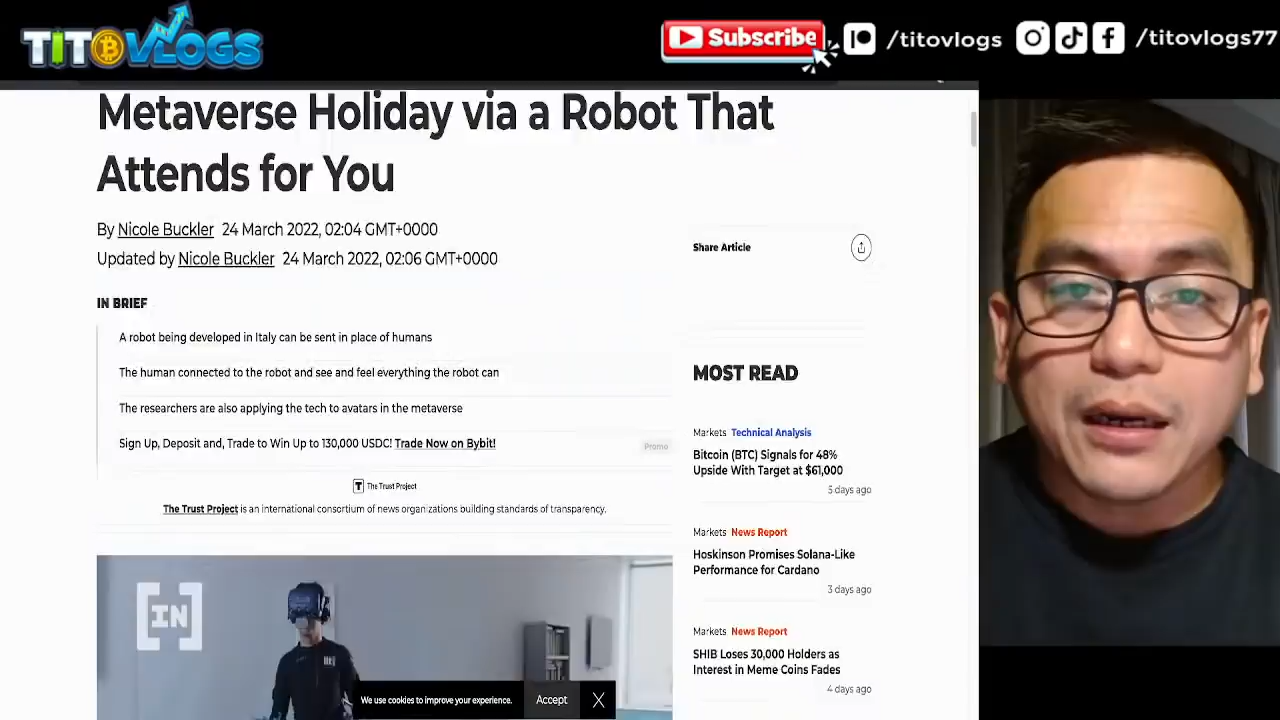 TITOVLOGS
Subscribe
/titovlogs
/titovlogs77
Metaverse Holiday via a Robot That
Attends for You
By Nicole Buckler 24 March 2022, 02:04 GMT+0000
Updated by Nicole Buckler 24 March 2022, 02:06 GMT+0000
Share Article
IN BRIEF
A robot being developed in Italy can be sent in place of humans
The human connected to the robot and see and feel everything the robot can
The researchers are also applying the tech to avatars in the metaverse
Sign Up, Deposit and, Trade to Win Up to 130,000 USDC! Trade Now on Bybit!
Promo
T The Trust Project
The Trust Project is an international consortium of news organizations building standards of transparency.
[IN]
We use cookies to improve your experience.
Accept
X
MOST READ
Markets Technical Analysis
Bitcoin (BTC) Signals for 48%
Upside With Target at $61,000
5 days ago
Markets News Report
Hoskinson Promises Solana-Like
Performance for Cardano
3 days ago
Markets News Report
SHIB Loses 30,000 Holders as
Interest in Meme Coins Fades
4 days ago